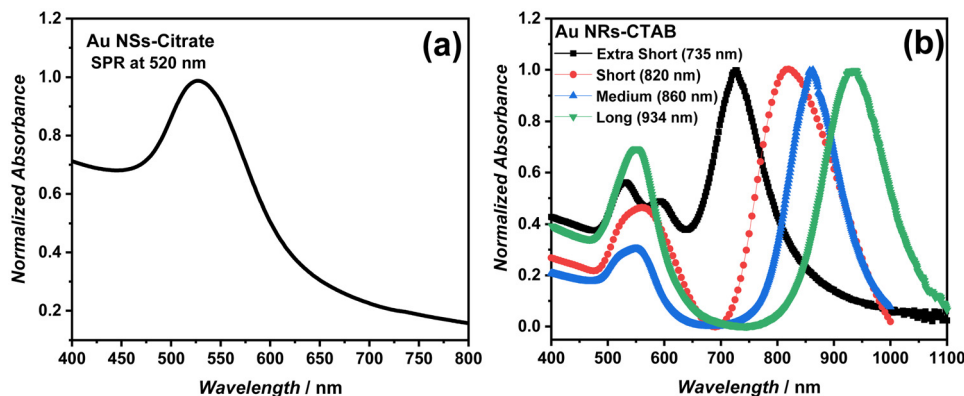 (a)
Au NSs-Citrate
SPR at 520 nm
Normalized Absorbance
1.2
1.0
0.8
0.6
0.4
0.2
400 450 500 550 600 650 700 750 800
Wavelength / nm
(b)
Au NRs-CTAB
Extra Short (735 nm)
Short (820 nm)
Medium (860 nm)
Long (934 nm)
Normalized Absorbance
1.2
1.0
0.8
0.6
0.4
0.2
0.0
400 500 600 700 800 900 1000 1100
Wavelength / nm